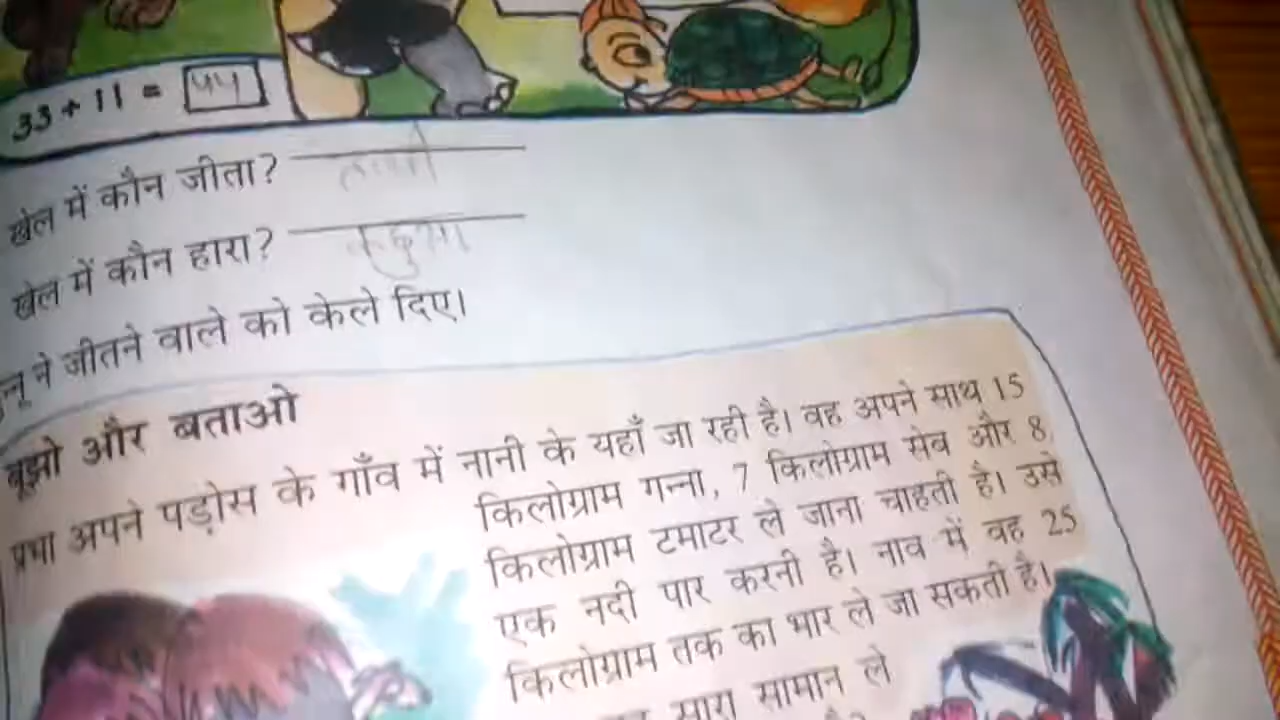 33 + 11 = 44
खेल में कौन जीता?
खेल में कौन हारा? कछुआ
ने जीतने वाले को केले दिए।
बूझो और बताओ
प्रभा अपने पड़ोस के गाँव में नानी के यहाँ जा रही है। वह अपने साथ 15
किलोग्राम गन्ना, 7 किलोग्राम सेब और 8
किलोग्राम टमाटर ले जाना चाहती है। उसे
एक नदी पार करनी है। नाव में वह 25
किलोग्राम तक का भार ले जा सकती है।
सारा सामान ले